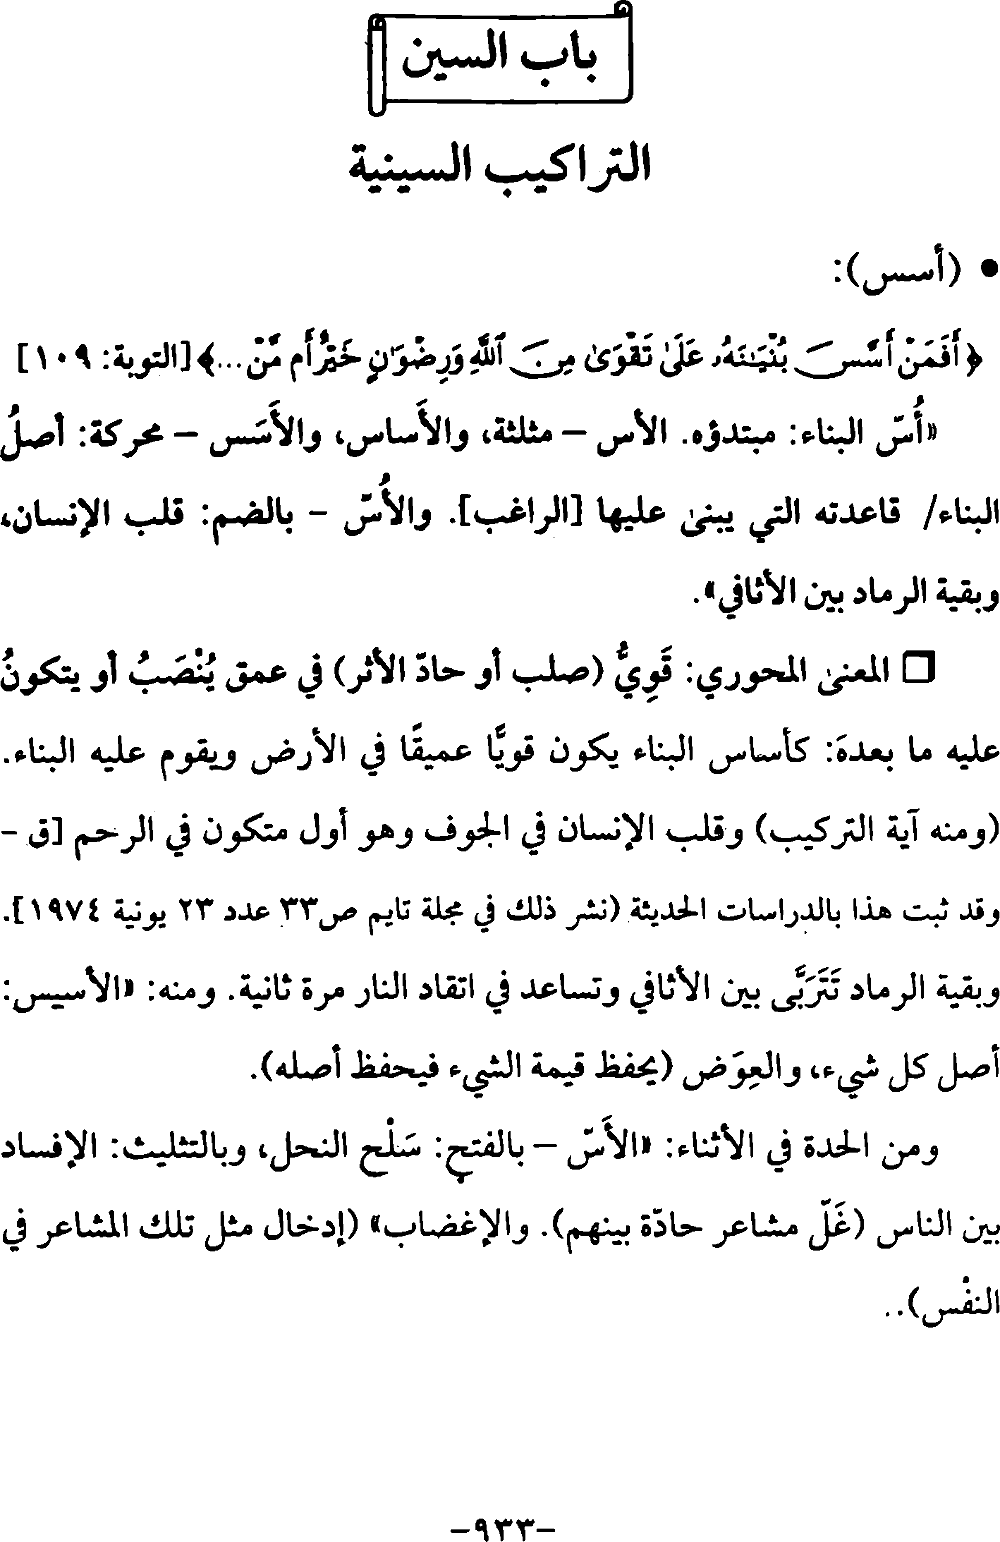 باب السين
التراكيب السينية
• (أسس):
﴿أَفَمَنْ أَسَّسَ بُنْيَـٰنَهُۥ عَلَىٰ تَقْوَىٰ مِنَ ٱللَّهِ وَرِضْوَٰنٍ خَيْرٌ أَم مَّنْ...﴾ [التوبة: ١٠٩]
«أُسّ البناء: مبتدؤه. الأس – مثلثة، والأَساس، والأَسَس – محركة: أصلُ
البناء/ قاعدته التي يبنىٰ عليها [الراغب]. والأُسّ - بالضم: قلب الإنسان،
وبقية الرماد بين الأثافي».
❑ المعنىٰ المحوري: قَوِيٌّ (صلب أو حادّ الأثر) في عمق يُنْصَبُ أو يتكونُ
عليه ما بعدهَ: كأساس البناء يكون قويًّا عميقًا في الأرض ويقوم عليه البناء.
(ومنه آية التركيب) وقلب الإنسان في الجوف وهو أول متكون في الرحم [ق -
وقد ثبت هذا بالدراسات الحديثة (نشر ذلك في مجلة تايم ص٣٣ عدد ٢٣ يونية ١٩٧٤].
وبقية الرماد تَتَرَبَّى بين الأثافي وتساعد في اتقاد النار مرة ثانية. ومنه: «الأسيس:
أصل كل شيء، والعِوَض (يحفظ قيمة الشيء فيحفظ أصله).
ومن الحدة في الأثناء: «الأَسّ – بالفتح: سَلْح النحل، وبالتثليث: الإفساد
بين الناس (غَلّ مشاعر حادّة بينهم). والإغضاب» (إدخال مثل تلك المشاعر في
النفْس)..
-٩٣٣-